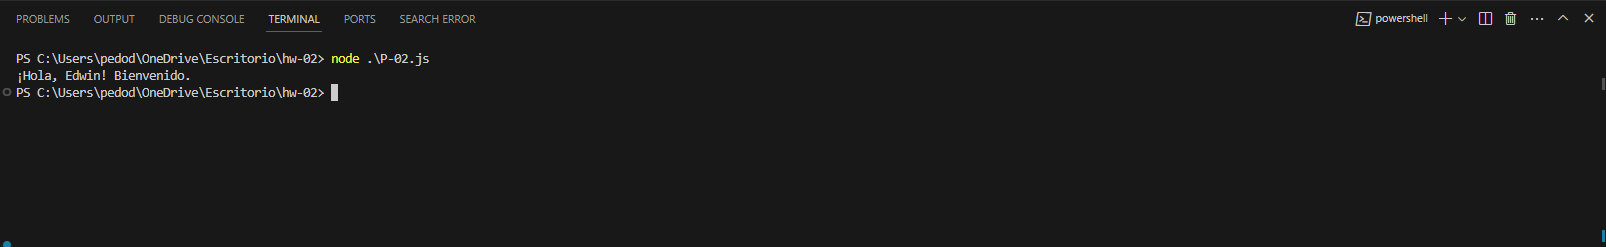 PROBLEMS OUTPUT DEBUG CONSOLE TERMINAL PORTS SEARCH ERROR powershell
PS C:\Users\pedod\OneDrive\Escritorio\hw-02> node .\P-02.js
¡Hola, Edwin! Bienvenido.
PS C:\Users\pedod\OneDrive\Escritorio\hw-02>